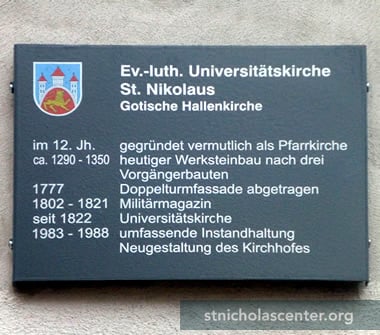 Ev.-luth. Universitätskirche
St. Nikolaus
Gotische Hallenkirche
im 12. Jh. gegründet vermutlich als Pfarrkirche
ca. 1290 - 1350 heutiger Werksteinbau nach drei
Vorgängerbauten
1777 Doppelturmfassade abgetragen
1802 - 1821 Militärmagazin
seit 1822 Universitätskirche
1983 - 1988 umfassende Instandhaltung
Neugestaltung des Kirchhofes
stnicholascenter.org